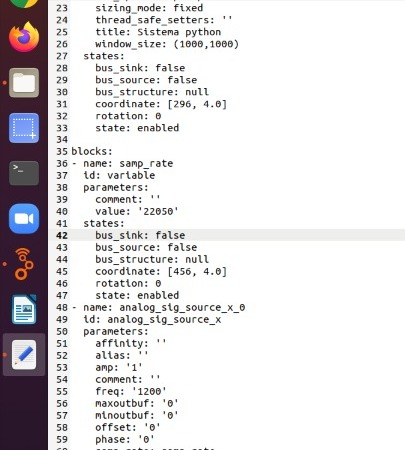 23 sizing_mode: fixed
24 thread_safe_setters: ''
25 title: Sistema python
26 window_size: (1000,1000)
27 states:
28 bus_sink: false
29 bus_source: false
30 bus_structure: null
31 coordinate: [296, 4.0]
32 rotation: 0
33 state: enabled
34
35 blocks:
36 - name: samp_rate
37 id: variable
38 parameters:
39 comment: ''
40 value: '22050'
41 states:
42 bus_sink: false
43 bus_source: false
44 bus_structure: null
45 coordinate: [456, 4.0]
46 rotation: 0
47 state: enabled
48 - name: analog_sig_source_x_0
49 id: analog_sig_source_x
50 parameters:
51 affinity: ''
52 alias: ''
53 amp: '1'
54 comment: ''
55 freq: '1200'
56 maxoutbuf: '0'
57 minoutbuf: '0'
58 offset: '0'
59 phase: '0'